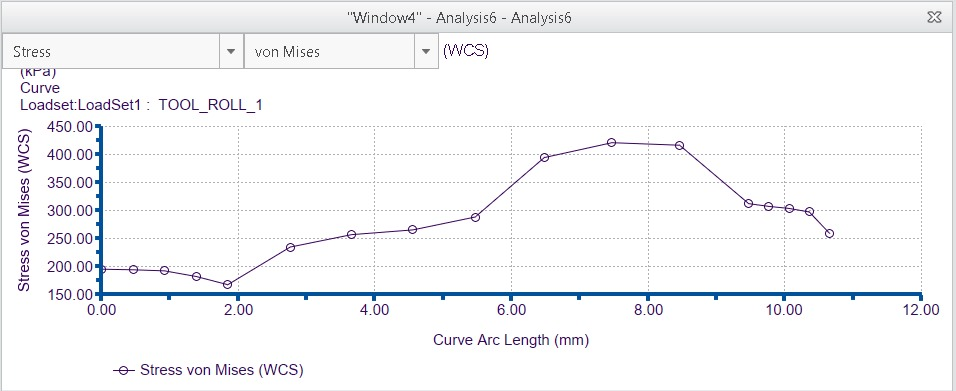 "Window4" - Analysis6 - Analysis6
Stress von Mises (WCS)
(kPa)
Curve
Loadset:LoadSet1 : TOOL_ROLL_1
Stress von Mises (WCS)
450.00
400.00
350.00
300.00
250.00
200.00
150.00
0.00 2.00 4.00 6.00 8.00 10.00 12.00
Curve Arc Length (mm)
Stress von Mises (WCS)